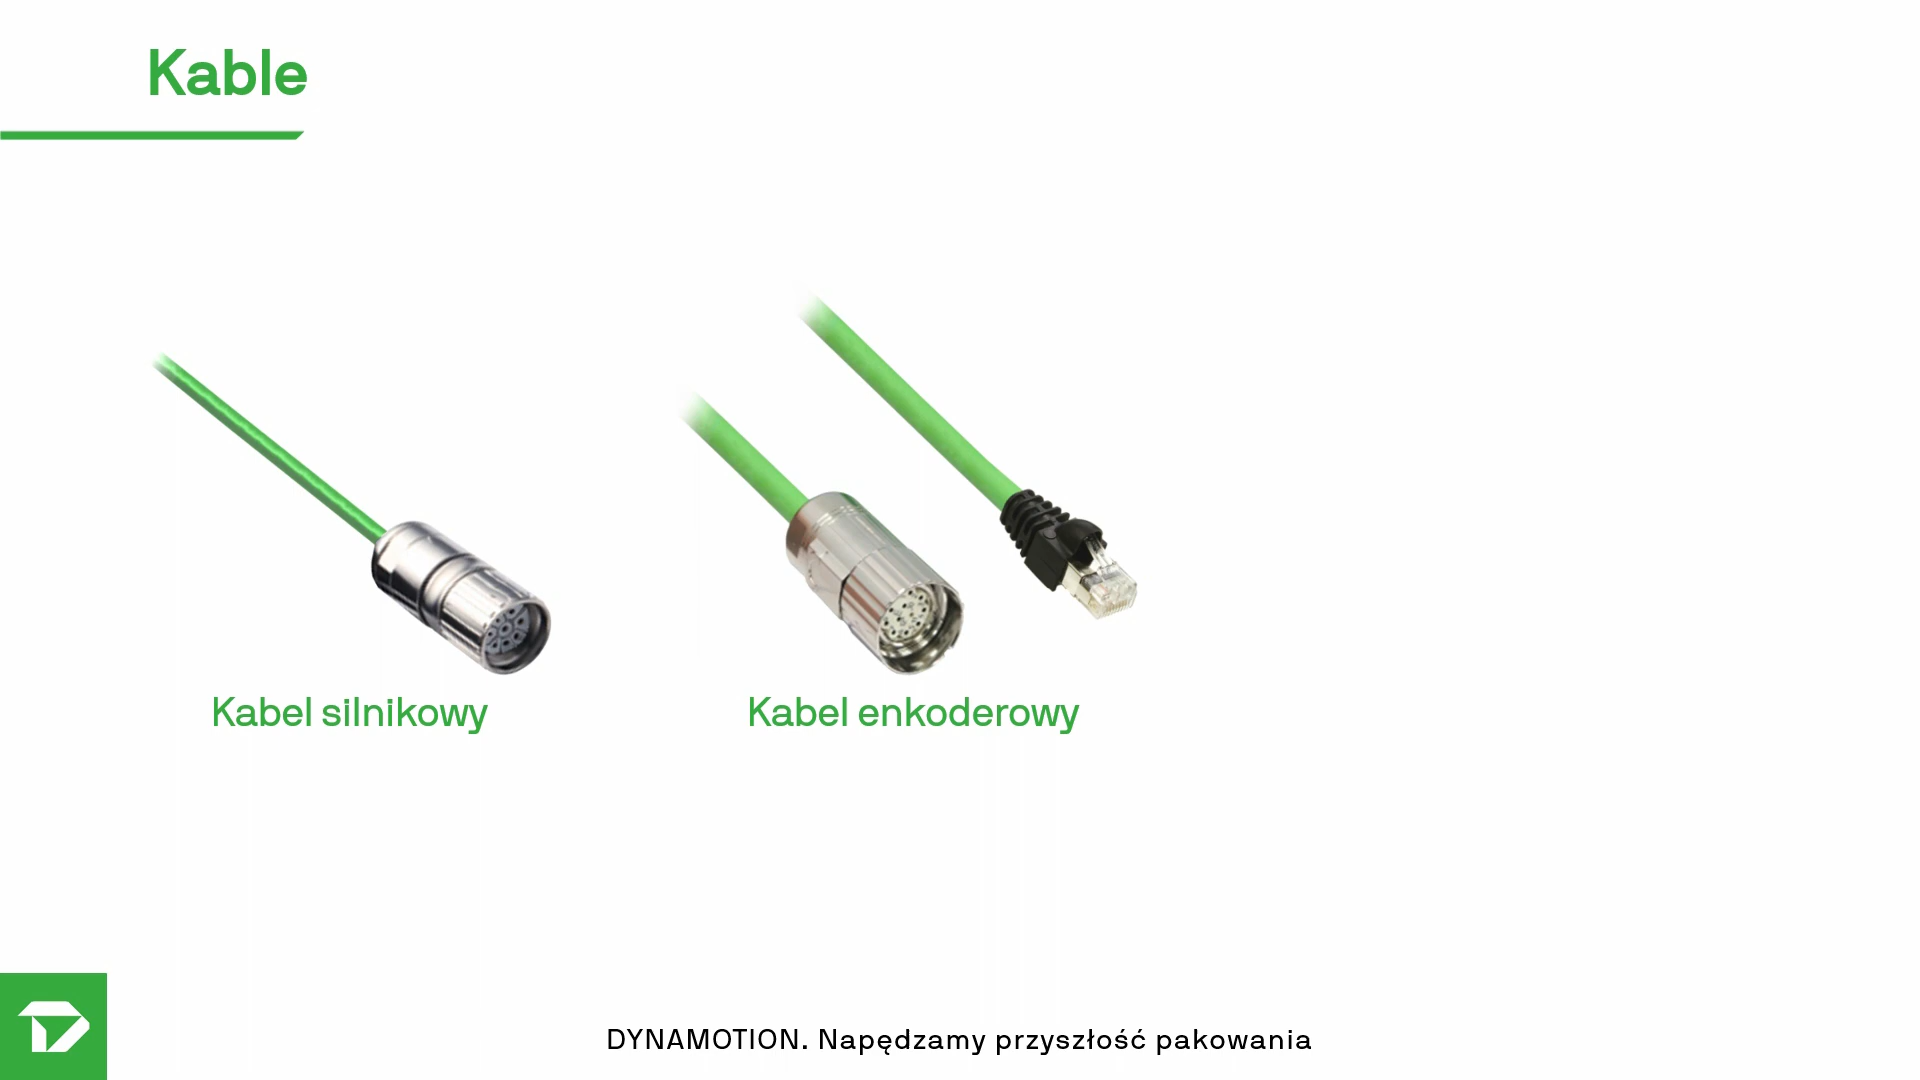 Kable
Kabel silnikowy
Kabel enkoderowy
DYNAMOTION. Napędzamy przyszłość pakowania